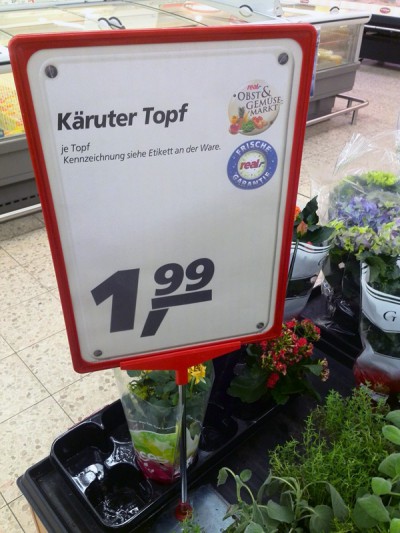 Käruter Topf
je Topf
Kennzeichnung siehe Etikett an der Ware.
real,-
OBST &
GEMÜSE
MARKT
FRISCHE
real,-
GARANTIE
1,99
G